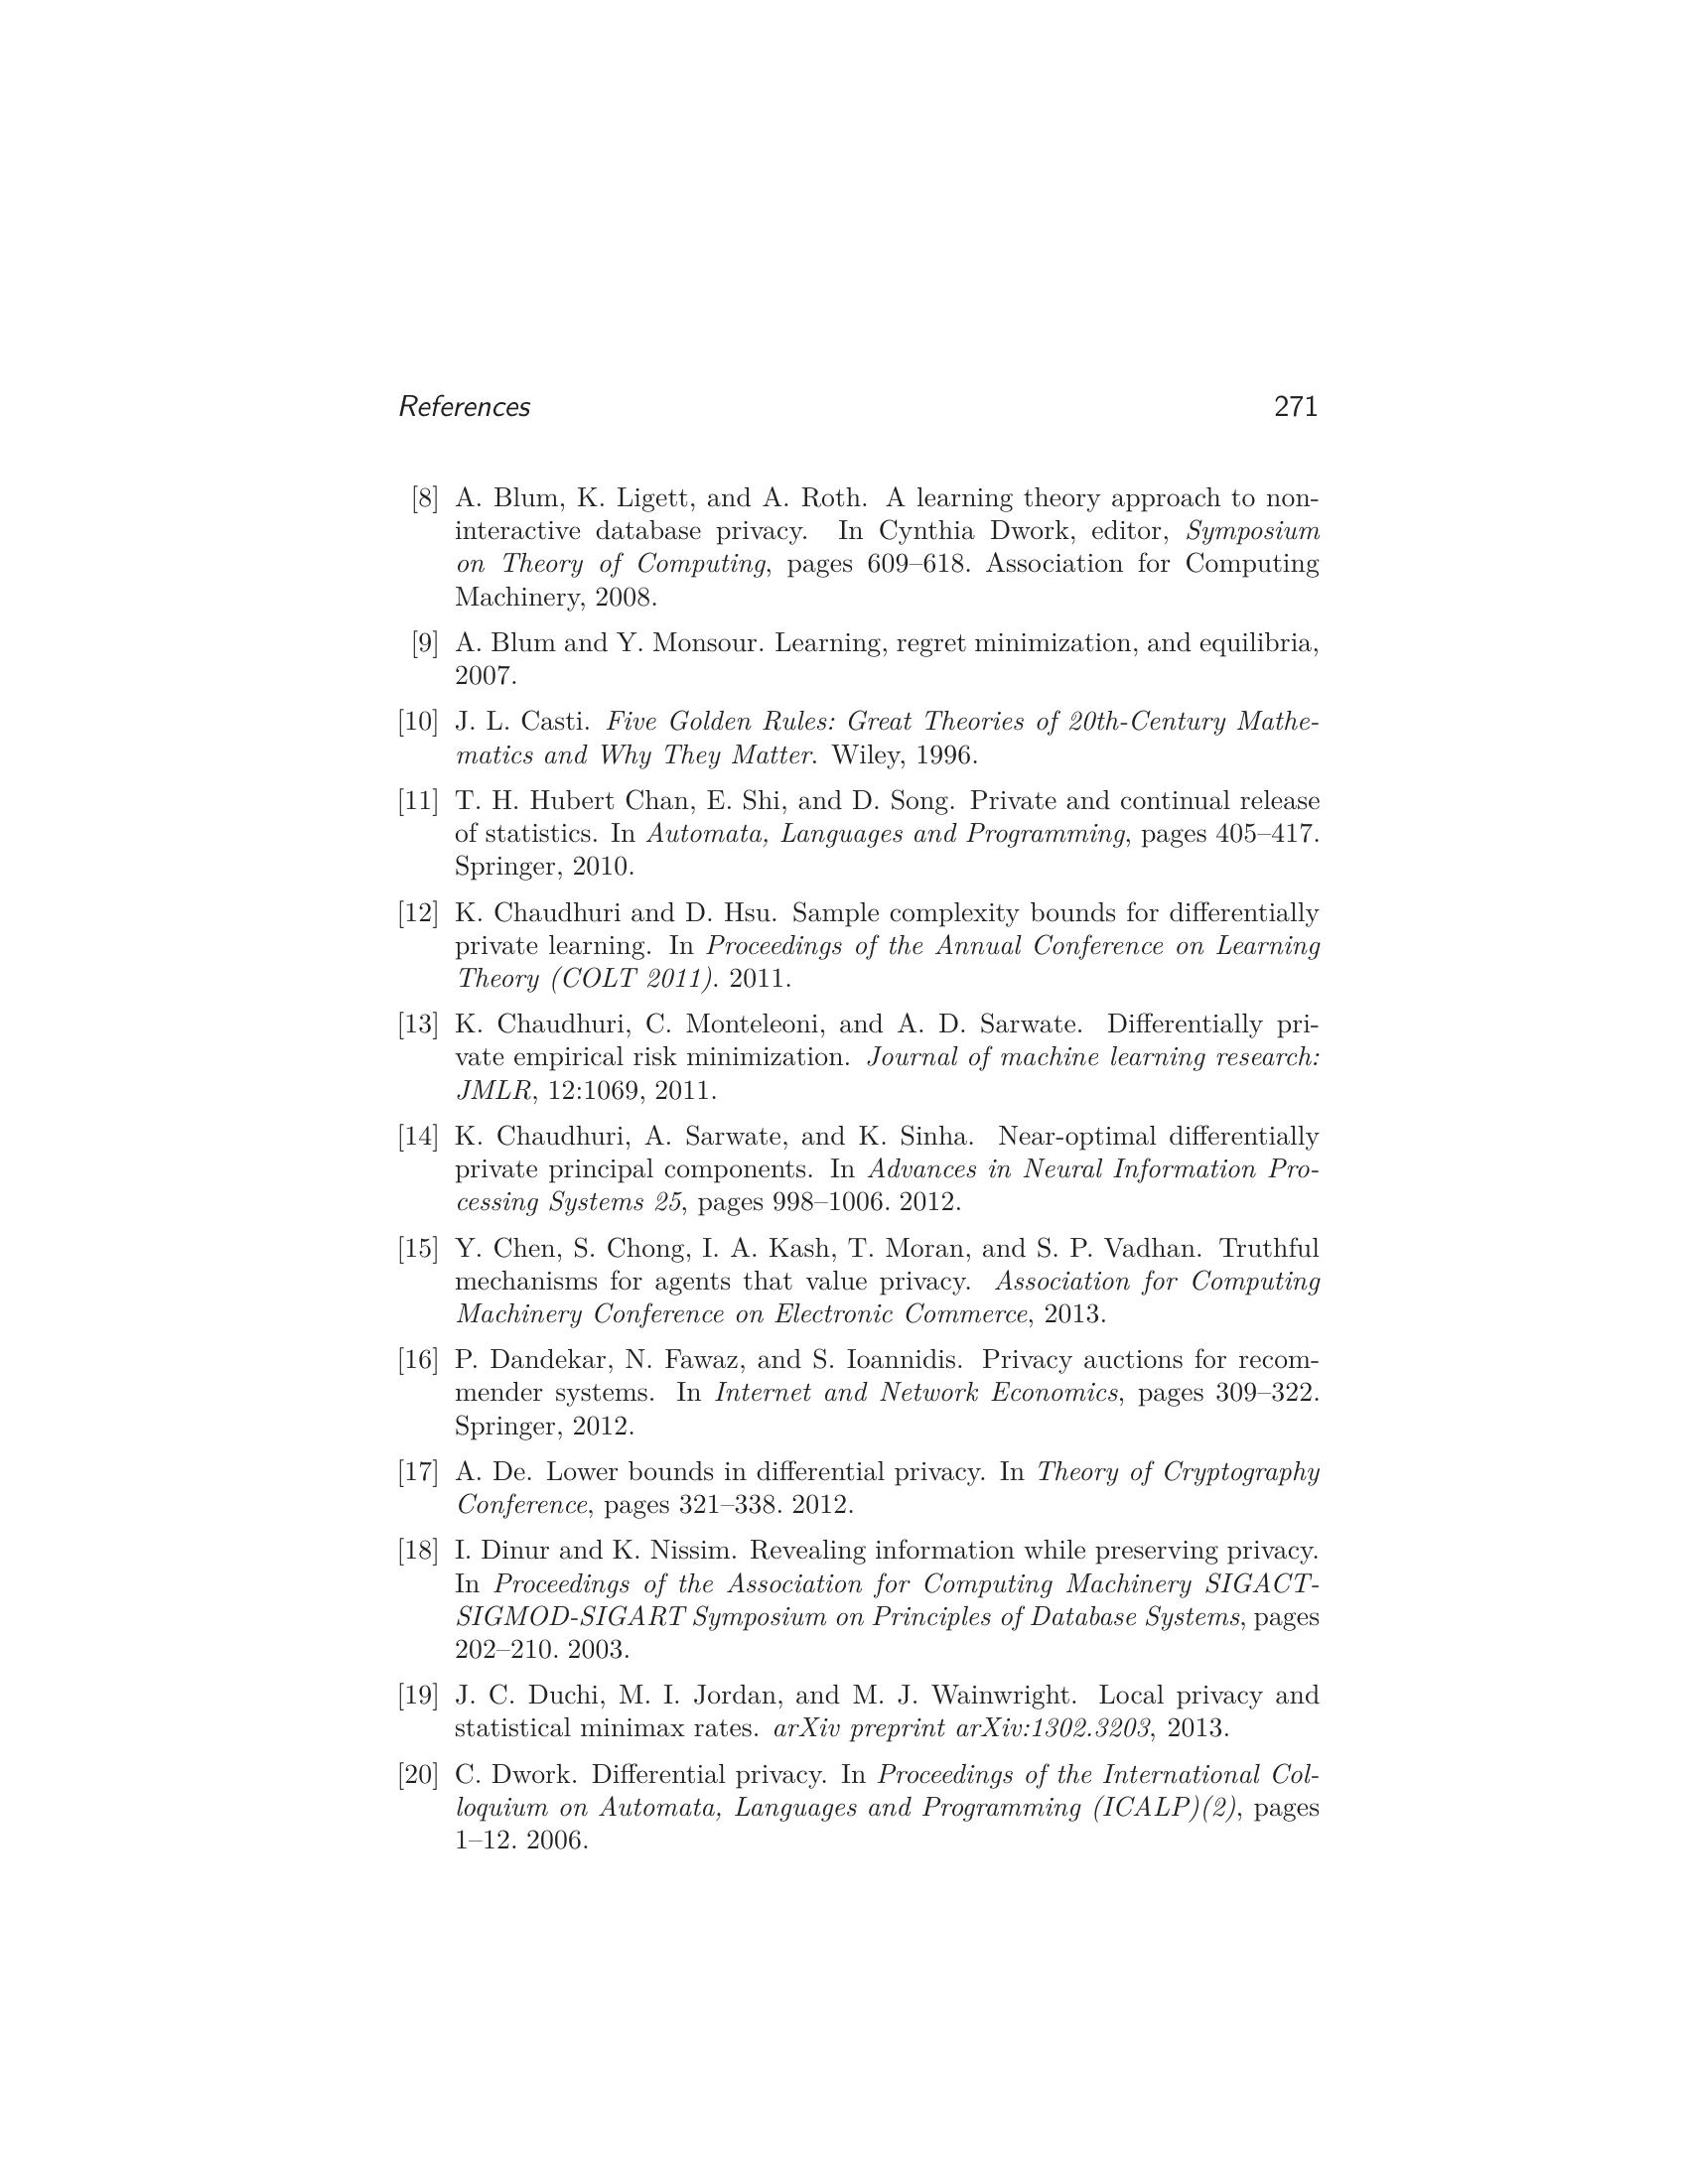 References 271
[8] A. Blum, K. Ligett, and A. Roth. A learning theory approach to non-
interactive database privacy. In Cynthia Dwork, editor, Symposium
on Theory of Computing, pages 609–618. Association for Computing
Machinery, 2008.
[9] A. Blum and Y. Monsour. Learning, regret minimization, and equilibria,
2007.
[10] J. L. Casti. Five Golden Rules: Great Theories of 20th-Century Mathe-
matics and Why They Matter. Wiley, 1996.
[11] T. H. Hubert Chan, E. Shi, and D. Song. Private and continual release
of statistics. In Automata, Languages and Programming, pages 405–417.
Springer, 2010.
[12] K. Chaudhuri and D. Hsu. Sample complexity bounds for differentially
private learning. In Proceedings of the Annual Conference on Learning
Theory (COLT 2011). 2011.
[13] K. Chaudhuri, C. Monteleoni, and A. D. Sarwate. Differentially pri-
vate empirical risk minimization. Journal of machine learning research:
JMLR, 12:1069, 2011.
[14] K. Chaudhuri, A. Sarwate, and K. Sinha. Near-optimal differentially
private principal components. In Advances in Neural Information Pro-
cessing Systems 25, pages 998–1006. 2012.
[15] Y. Chen, S. Chong, I. A. Kash, T. Moran, and S. P. Vadhan. Truthful
mechanisms for agents that value privacy. Association for Computing
Machinery Conference on Electronic Commerce, 2013.
[16] P. Dandekar, N. Fawaz, and S. Ioannidis. Privacy auctions for recom-
mender systems. In Internet and Network Economics, pages 309–322.
Springer, 2012.
[17] A. De. Lower bounds in differential privacy. In Theory of Cryptography
Conference, pages 321–338. 2012.
[18] I. Dinur and K. Nissim. Revealing information while preserving privacy.
In Proceedings of the Association for Computing Machinery SIGACT-
SIGMOD-SIGART Symposium on Principles of Database Systems, pages
202–210. 2003.
[19] J. C. Duchi, M. I. Jordan, and M. J. Wainwright. Local privacy and
statistical minimax rates. arXiv preprint arXiv:1302.3203, 2013.
[20] C. Dwork. Differential privacy. In Proceedings of the International Col-
loquium on Automata, Languages and Programming (ICALP)(2), pages
1–12. 2006.